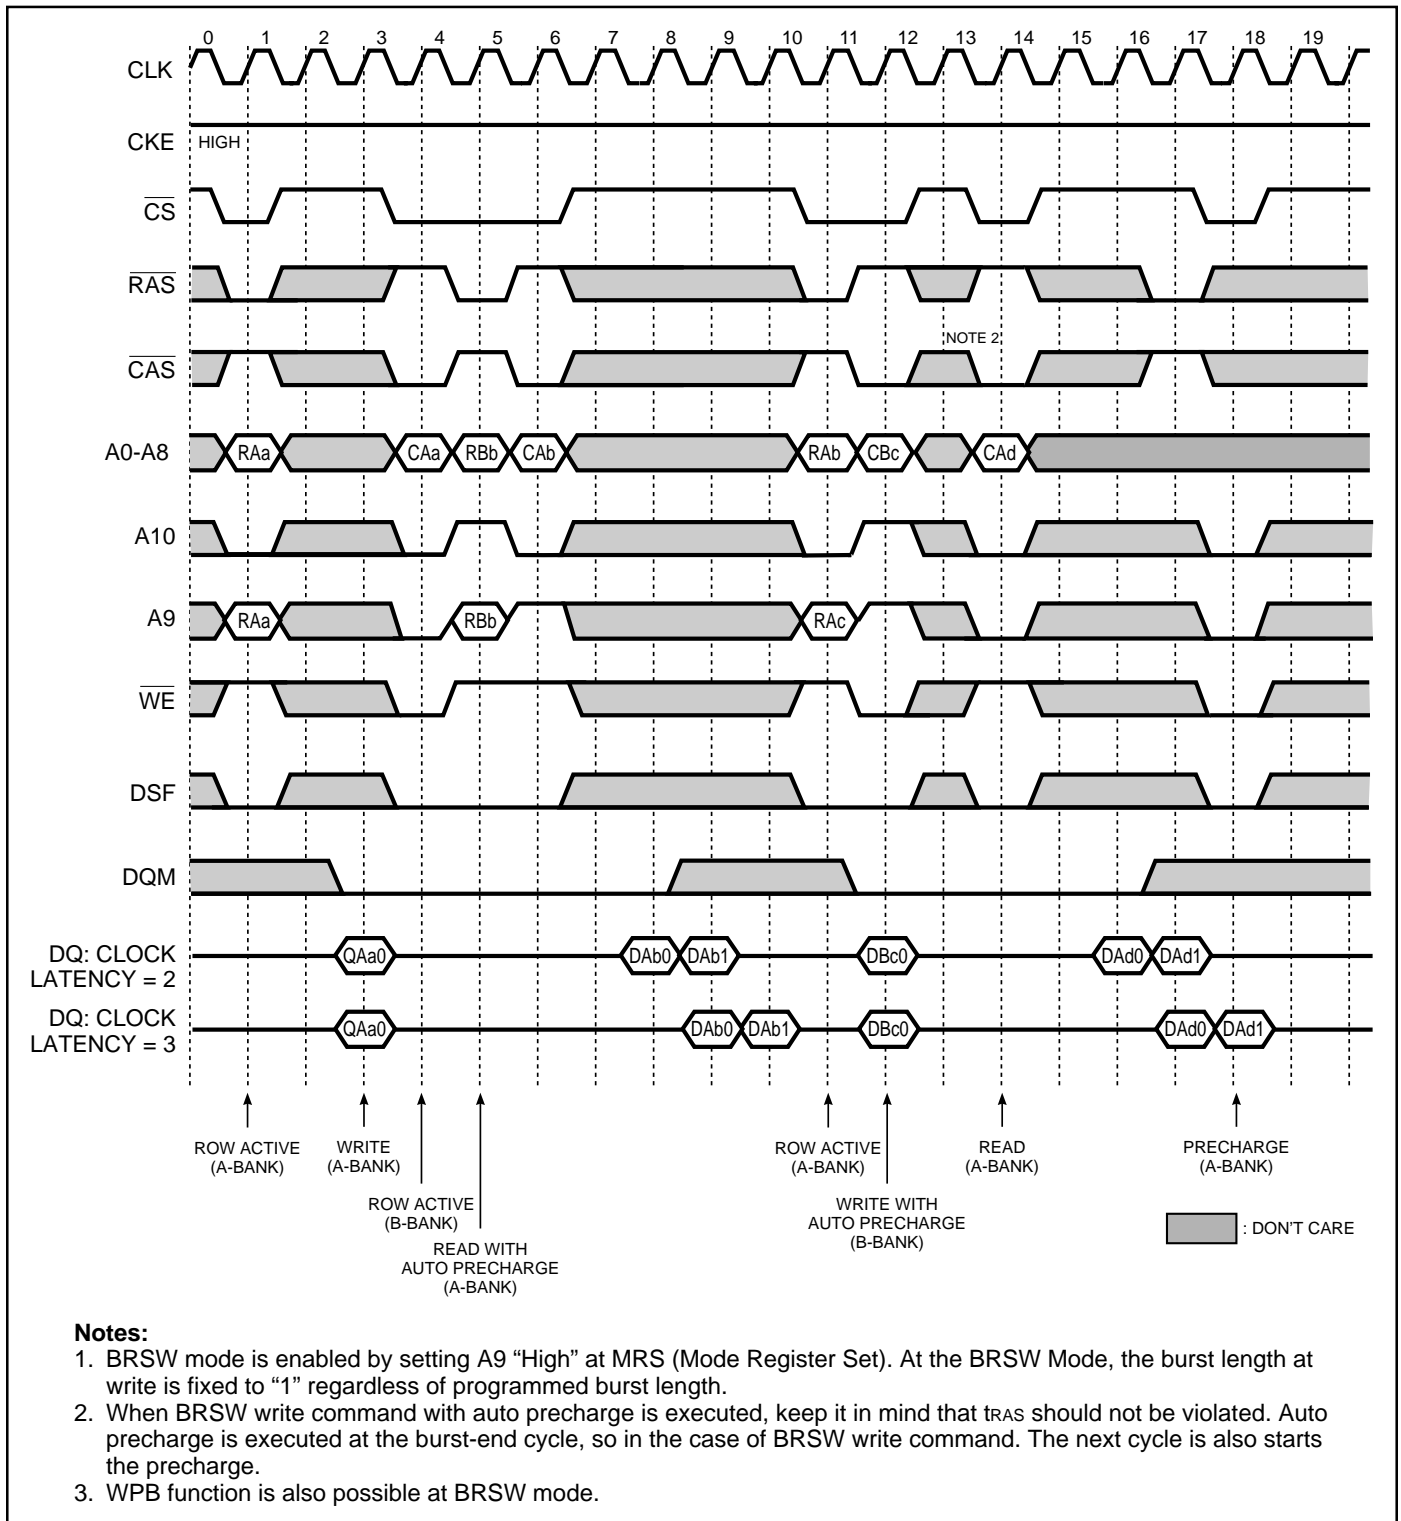 0 1 2 3 4 5 6 7 8 9 10 11 12 13 14 15 16 17 18 19
CLK
CKE HIGH
CS
RAS
NOTE 2
CAS
A0-A8 RAa CAa RBb CAb RAb CBc CAd
A10
A9 RAa RBb RAc
WE
DSF
DQM
DQ: CLOCK
LATENCY = 2
QAa0 DAb0 DAb1 DBc0 DAd0 DAd1
DQ: CLOCK
LATENCY = 3
QAa0 DAb0 DAb1 DBc0 DAd0 DAd1
ROW ACTIVE
(A-BANK)
WRITE
(A-BANK)
ROW ACTIVE
(B-BANK)
READ WITH
AUTO PRECHARGE
(A-BANK)
ROW ACTIVE
(A-BANK)
WRITE WITH
AUTO PRECHARGE
(B-BANK)
READ
(A-BANK)
PRECHARGE
(A-BANK)
: DON'T CARE
Notes:
1. BRSW mode is enabled by setting A9 “High” at MRS (Mode Register Set). At the BRSW Mode, the burst length at
write is fixed to “1” regardless of programmed burst length.
2. When BRSW write command with auto precharge is executed, keep it in mind that tRAS should not be violated. Auto
precharge is executed at the burst-end cycle, so in the case of BRSW write command. The next cycle is also starts
the precharge.
3. WPB function is also possible at BRSW mode.